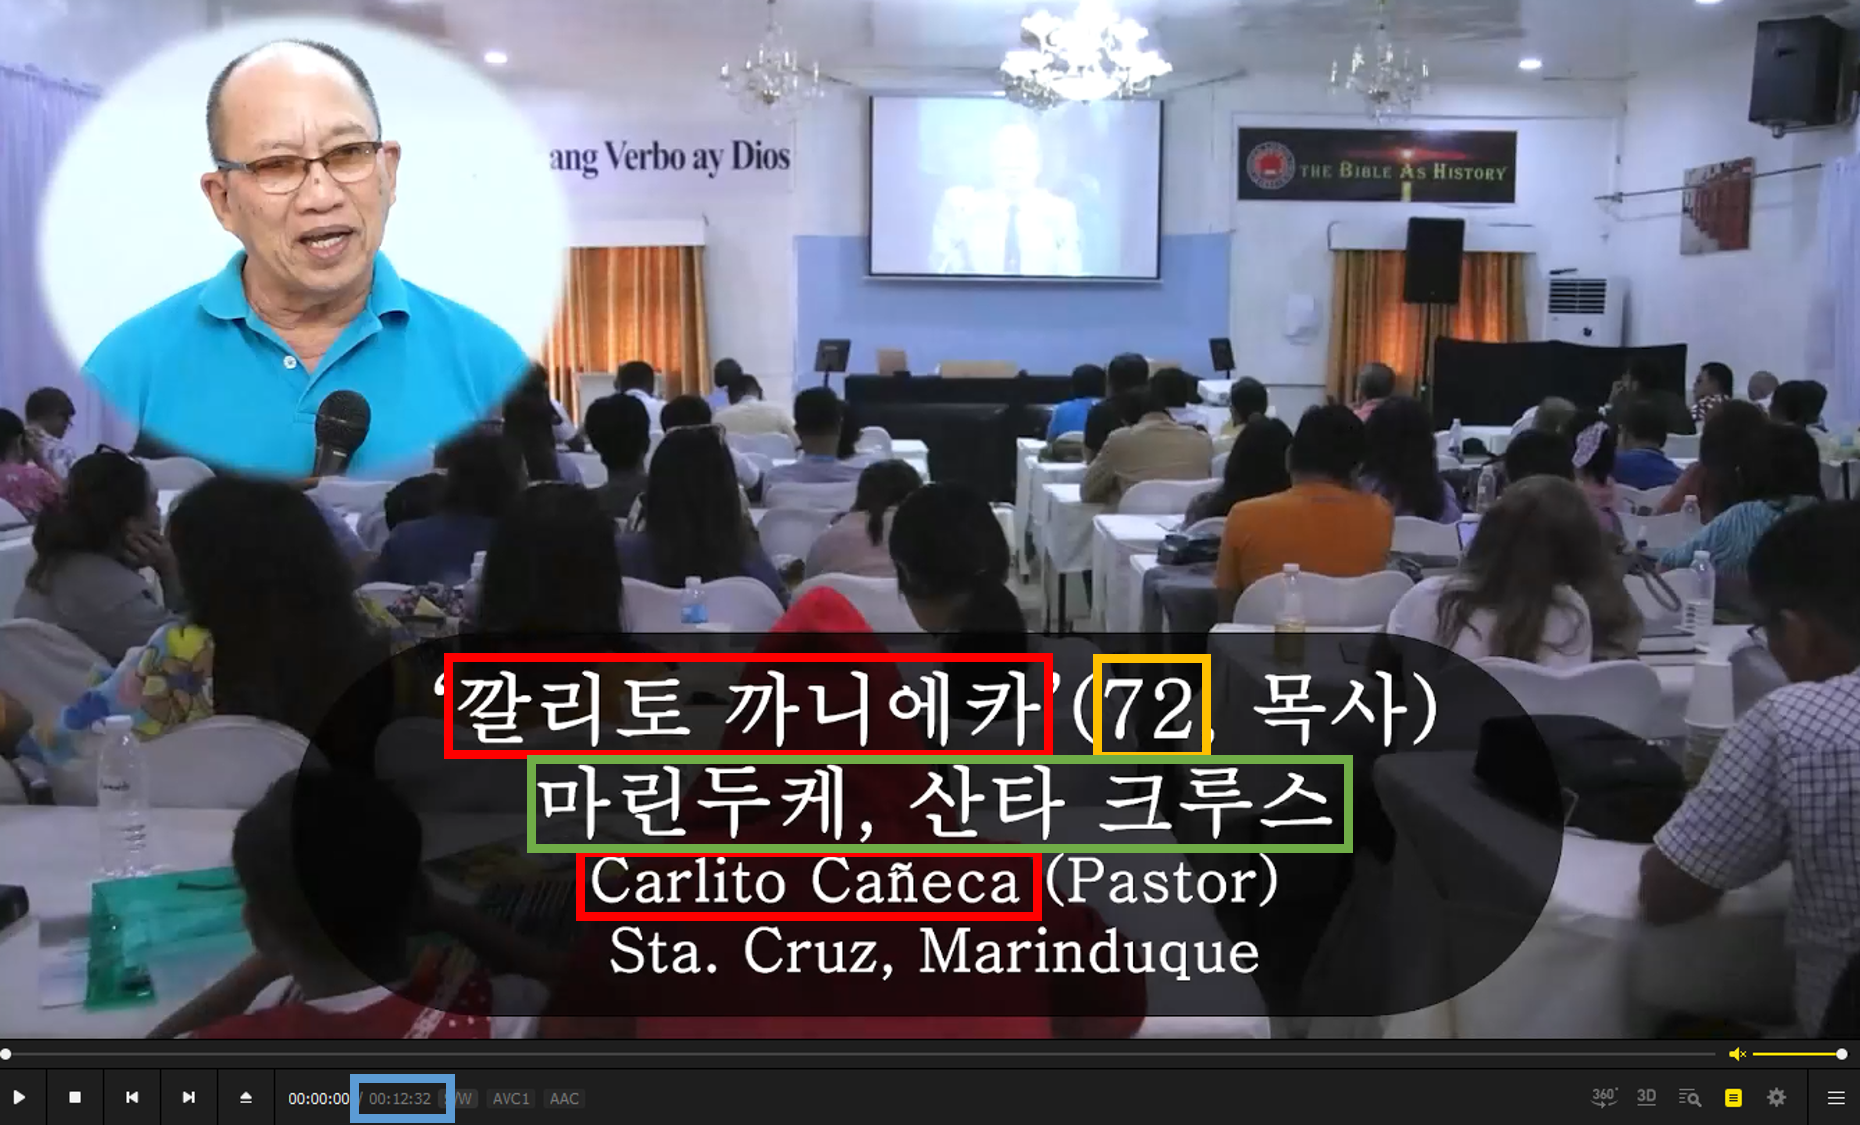 ang Verbo ay Dios
THE BIBLE AS HISTORY
‘깔리토 까니에카’(72, 목사)
마린두케, 산타 크루스
Carlito Cañeca (Pastor)
Sta. Cruz, Marinduque
00:00:00 / 00:12:32 S/W AVC1 AAC
360° 3D